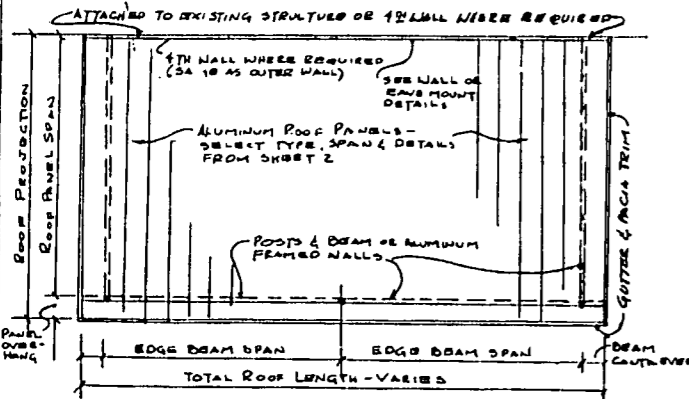 ATTACHED TO EXISTING STRUCTURE OR 4TH WALL WHERE REQUIRED
4TH WALL WHERE REQUIRED
(SAME AS OUTER WALL)
SEE WALL OR
EAVE MOUNT
DETAILS
ALUMINUM ROOF PANELS -
SELECT TYPE, SPAN & DETAILS
FROM SHEET 2
ROOF PROJECTION
ROOF PANEL SPAN
POSTS & BEAM OR ALUMINUM
FRAMED WALLS
GUTTER & FACIA TRIM
PANEL
OVER-
HANG
EDGE BEAM SPAN
EDGE BEAM SPAN
BEAM
CANTILEVER
TOTAL ROOF LENGTH - VARIES